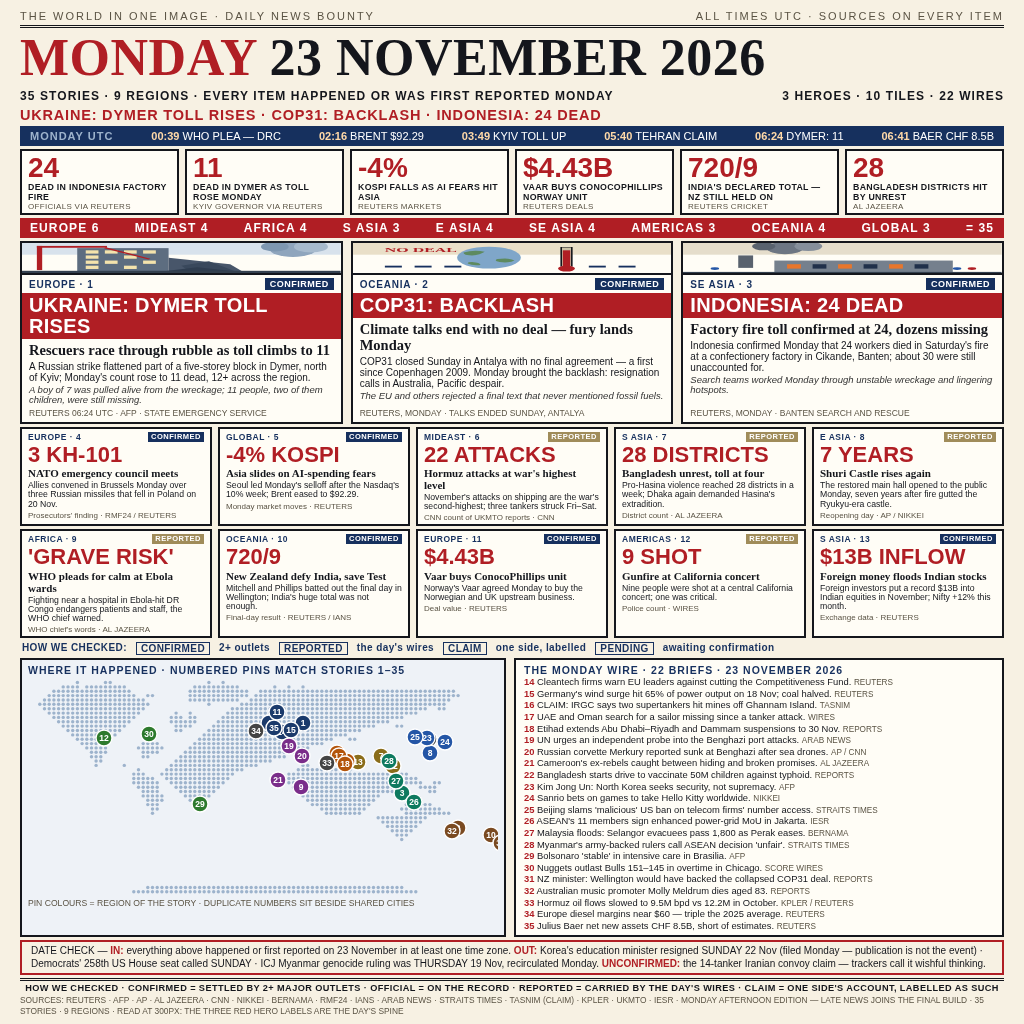 THE WORLD IN ONE IMAGE · DAILY NEWS BOUNTY
ALL TIMES UTC · SOURCES ON EVERY ITEM
MONDAY 23 NOVEMBER 2026
35 STORIES · 9 REGIONS · EVERY ITEM HAPPENED OR WAS FIRST REPORTED MONDAY
3 HEROES · 10 TILES · 22 WIRES
UKRAINE: DYMER TOLL RISES · COP31: BACKLASH · INDONESIA: 24 DEAD
MONDAY UTC 00:39 WHO PLEA — DRC 02:16 BRENT $92.29 03:49 KYIV TOLL UP 05:40 TEHRAN CLAIM 06:24 DYMER: 11 06:41 BAER CHF 8.5B
24
DEAD IN INDONESIA FACTORY
FIRE
OFFICIALS VIA REUTERS
11
DEAD IN DYMER AS TOLL
ROSE MONDAY
KYIV GOVERNOR VIA REUTERS
-4%
KOSPI FALLS AS AI FEARS HIT
ASIA
REUTERS MARKETS
$4.43B
VAAR BUYS CONOCOPHILLIPS
NORWAY UNIT
REUTERS DEALS
720/9
INDIA'S DECLARED TOTAL —
NZ STILL HELD ON
REUTERS CRICKET
28
BANGLADESH DISTRICTS HIT
BY UNREST
AL JAZEERA
EUROPE 6 MIDEAST 4 AFRICA 4 S ASIA 3 E ASIA 4 SE ASIA 4 AMERICAS 3 OCEANIA 4 GLOBAL 3 = 35
EUROPE · 1 CONFIRMED
UKRAINE: DYMER TOLL
RISES
Rescuers race through rubble as toll climbs to 11
A Russian strike flattened part of a five-storey block in Dymer, north
of Kyiv; Monday's count rose to 11 dead, 12+ across the region.
A boy of 7 was pulled alive from the wreckage; 11 people, two of them
children, were still missing.
REUTERS 06:24 UTC · AFP · STATE EMERGENCY SERVICE
NO DEAL
OCEANIA · 2 CONFIRMED
COP31: BACKLASH
Climate talks end with no deal — fury lands
Monday
COP31 closed Sunday in Antalya with no final agreement — a first
since Copenhagen 2009. Monday brought the backlash: resignation
calls in Australia, Pacific despair.
The EU and others rejected a final text that never mentioned fossil fuels.
REUTERS, MONDAY · TALKS ENDED SUNDAY, ANTALYA
SE ASIA · 3 CONFIRMED
INDONESIA: 24 DEAD
Factory fire toll confirmed at 24, dozens missing
Indonesia confirmed Monday that 24 workers died in Saturday's fire
at a confectionery factory in Cikande, Banten; about 30 were still
unaccounted for.
Search teams worked Monday through unstable wreckage and lingering
hotspots.
REUTERS, MONDAY · BANTEN SEARCH AND RESCUE
EUROPE · 4 CONFIRMED
3 KH-101
NATO emergency council meets
Allies convened in Brussels Monday over
three Russian missiles that fell in Poland on
20 Nov.
Prosecutors' finding · RMF24 / REUTERS
GLOBAL · 5 CONFIRMED
-4% KOSPI
Asia slides on AI-spending fears
Seoul led Monday's selloff after the Nasdaq's
10% week; Brent eased to $92.29.
Monday market moves · REUTERS
MIDEAST · 6 REPORTED
22 ATTACKS
Hormuz attacks at war's highest
level
November's attacks on shipping are the war's
second-highest; three tankers struck Fri–Sat.
CNN count of UKMTO reports · CNN
S ASIA · 7 REPORTED
28 DISTRICTS
Bangladesh unrest, toll at four
Pro-Hasina violence reached 28 districts in a
week; Dhaka again demanded Hasina's
extradition.
District count · AL JAZEERA
E ASIA · 8 REPORTED
7 YEARS
Shuri Castle rises again
The restored main hall opened to the public
Monday, seven years after fire gutted the
Ryukyu-era castle.
Reopening day · AP / NIKKEI
AFRICA · 9 REPORTED
'GRAVE RISK'
WHO pleads for calm at Ebola
wards
Fighting near a hospital in Ebola-hit DR
Congo endangers patients and staff, the
WHO chief warned.
WHO chief's words · AL JAZEERA
OCEANIA · 10 CONFIRMED
720/9
New Zealand defy India, save Test
Mitchell and Phillips batted out the final day in
Wellington; India's huge total was not
enough.
Final-day result · REUTERS / IANS
EUROPE · 11 CONFIRMED
$4.43B
Vaar buys ConocoPhillips unit
Norway's Vaar agreed Monday to buy the
Norwegian and UK upstream business.
Deal value · REUTERS
AMERICAS · 12 REPORTED
9 SHOT
Gunfire at California concert
Nine people were shot at a central California
concert; one was critical.
Police count · WIRES
S ASIA · 13 CONFIRMED
$13B INFLOW
Foreign money floods Indian stocks
Foreign investors put a record $13B into
Indian equities in November; Nifty +12% this
month.
Exchange data · REUTERS
HOW WE CHECKED: CONFIRMED 2+ outlets REPORTED the day's wires CLAIM one side, labelled PENDING awaiting confirmation
WHERE IT HAPPENED · NUMBERED PINS MATCH STORIES 1–35
11
1
35
15
34
12
30
19
20
33
18
13
28
25
23
24
8
21
9
27
3
26
29
32
10
PIN COLOURS = REGION OF THE STORY · DUPLICATE NUMBERS SIT BESIDE SHARED CITIES
THE MONDAY WIRE · 22 BRIEFS · 23 NOVEMBER 2026
14 Cleantech firms warn EU leaders against cutting the Competitiveness Fund. REUTERS
15 Germany's wind surge hit 65% of power output on 18 Nov; coal halved. REUTERS
16 CLAIM: IRGC says two supertankers hit mines off Ghannam Island. TASNIM
17 UAE and Oman search for a sailor missing since a tanker attack. WIRES
18 Etihad extends Abu Dhabi–Riyadh and Dammam suspensions to 30 Nov. REPORTS
19 UN urges an independent probe into the Benghazi port attacks. ARAB NEWS
20 Russian corvette Merkury reported sunk at Benghazi after sea drones. AP / CNN
21 Cameroon's ex-rebels caught between hiding and broken promises. AL JAZEERA
22 Bangladesh starts drive to vaccinate 50M children against typhoid. REPORTS
23 Kim Jong Un: North Korea seeks security, not supremacy. AFP
24 Sanrio bets on games to take Hello Kitty worldwide. NIKKEI
25 Beijing slams 'malicious' US ban on telecom firms' number access. STRAITS TIMES
26 ASEAN's 11 members sign enhanced power-grid MoU in Jakarta. IESR
27 Malaysia floods: Selangor evacuees pass 1,800 as Perak eases. BERNAMA
28 Myanmar's army-backed rulers call ASEAN decision 'unfair'. STRAITS TIMES
29 Bolsonaro 'stable' in intensive care in Brasilia. AFP
30 Nuggets outlast Bulls 151–145 in overtime in Chicago. SCORE WIRES
31 NZ minister: Wellington would have backed the collapsed COP31 deal. REPORTS
32 Australian music promoter Molly Meldrum dies aged 83. REPORTS
33 Hormuz oil flows slowed to 9.5M bpd vs 12.2M in October. KPLER / REUTERS
34 Europe diesel margins near $60 — triple the 2025 average. REUTERS
35 Julius Baer net new assets CHF 8.5B, short of estimates. REUTERS
DATE CHECK — IN: everything above happened or first reported on 23 November in at least one time zone. OUT: Korea's education minister resigned SUNDAY 22 Nov (filed Monday — publication is not the event) ·
Democrats' 258th US House seat called SUNDAY · ICJ Myanmar genocide ruling was THURSDAY 19 Nov, recirculated Monday. UNCONFIRMED: the 14-tanker Iranian convoy claim — trackers call it wishful thinking.
HOW WE CHECKED · CONFIRMED = SETTLED BY 2+ MAJOR OUTLETS · OFFICIAL = ON THE RECORD · REPORTED = CARRIED BY THE DAY'S WIRES · CLAIM = ONE SIDE'S ACCOUNT, LABELLED AS SUCH
SOURCES: REUTERS · AFP · AP · AL JAZEERA · CNN · NIKKEI · BERNAMA · RMF24 · IANS · ARAB NEWS · STRAITS TIMES · TASNIM (CLAIM) · KPLER · UKMTO · IESR · MONDAY AFTERNOON EDITION — LATE NEWS JOINS THE FINAL BUILD · 35
STORIES · 9 REGIONS · READ AT 300PX: THE THREE RED HERO LABELS ARE THE DAY'S SPINE